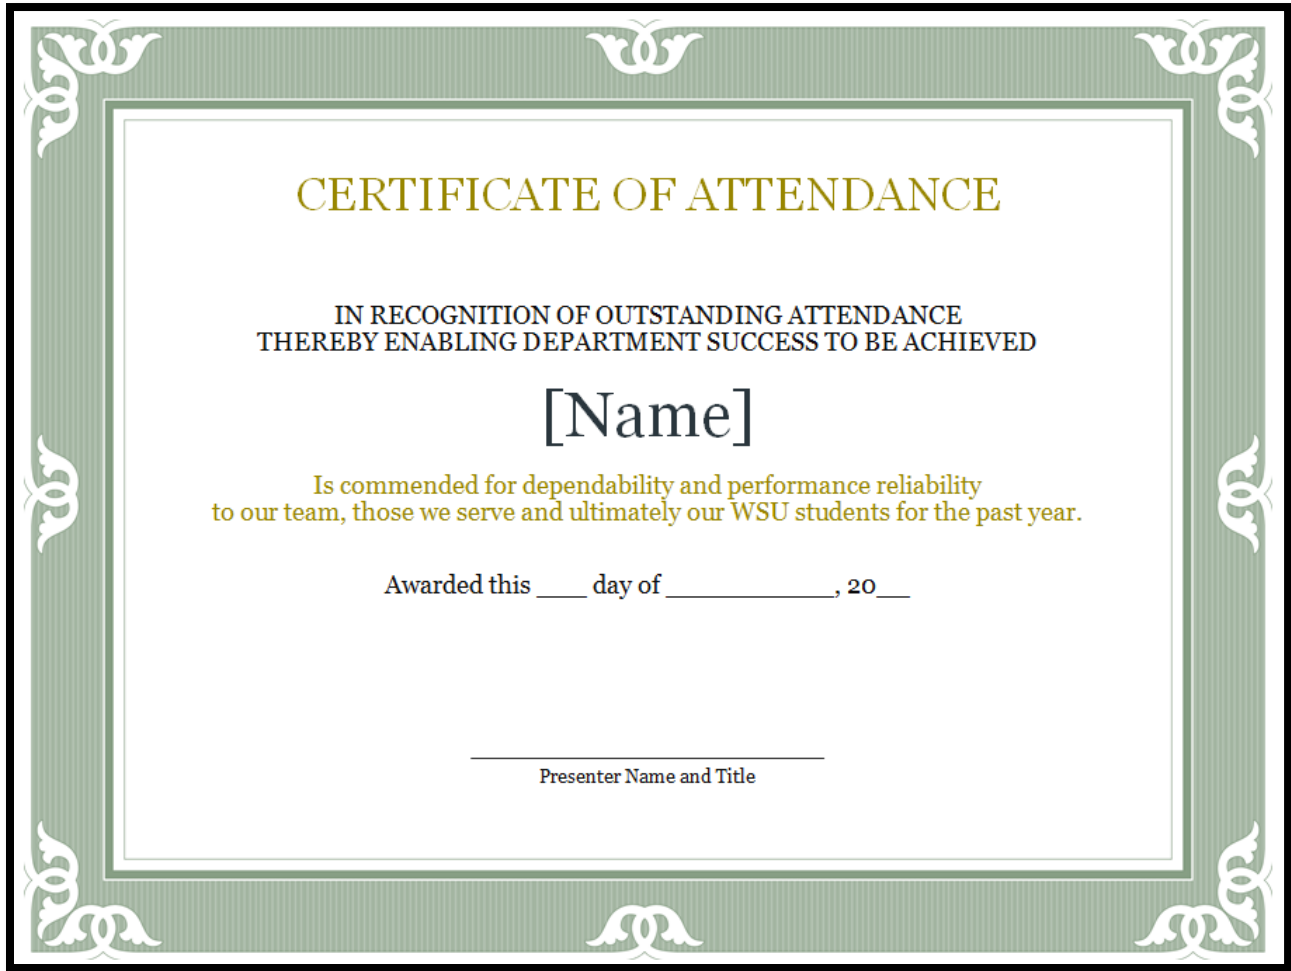 CERTIFICATE OF ATTENDANCE
IN RECOGNITION OF OUTSTANDING ATTENDANCE
THEREBY ENABLING DEPARTMENT SUCCESS TO BE ACHIEVED
[Name]
Is commended for dependability and performance reliability
to our team, those we serve and ultimately our WSU students for the past year.
Awarded this ____ day of _____________, 20__
Presenter Name and Title